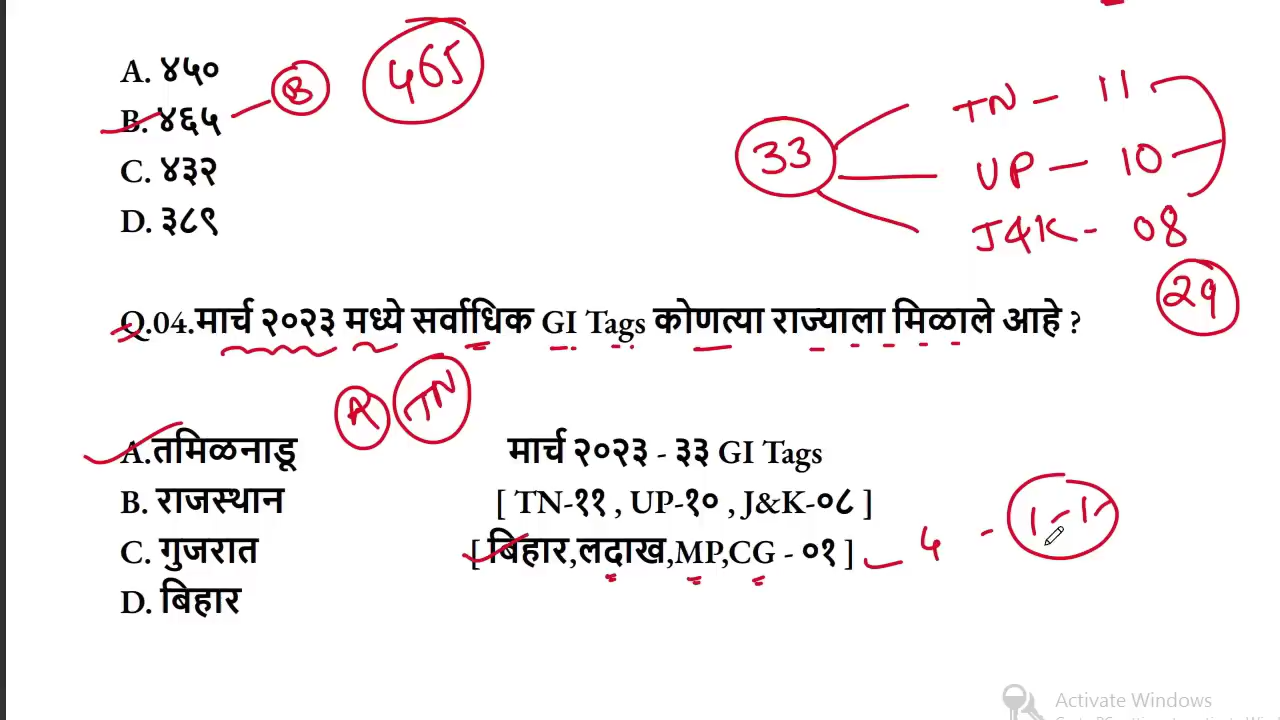 A. ४५०
B. ४६५
B
465
C. ४३२
D. ३८९
33
TN - 11
UP - 10
J&K - 08
29
Q.04.मार्च २०२३ मध्ये सर्वाधिक GI Tags कोणत्या राज्याला मिळाले आहे ?
A
TN
A.तमिळनाडू
B. राजस्थान
C. गुजरात
D. बिहार
मार्च २०२३ - ३३ GI Tags
[ TN-११ , UP-१० , J&K-०८ ]
[ बिहार,लदाख,MP,CG - ०१ ]
4 - 1-1-
Activate Windows